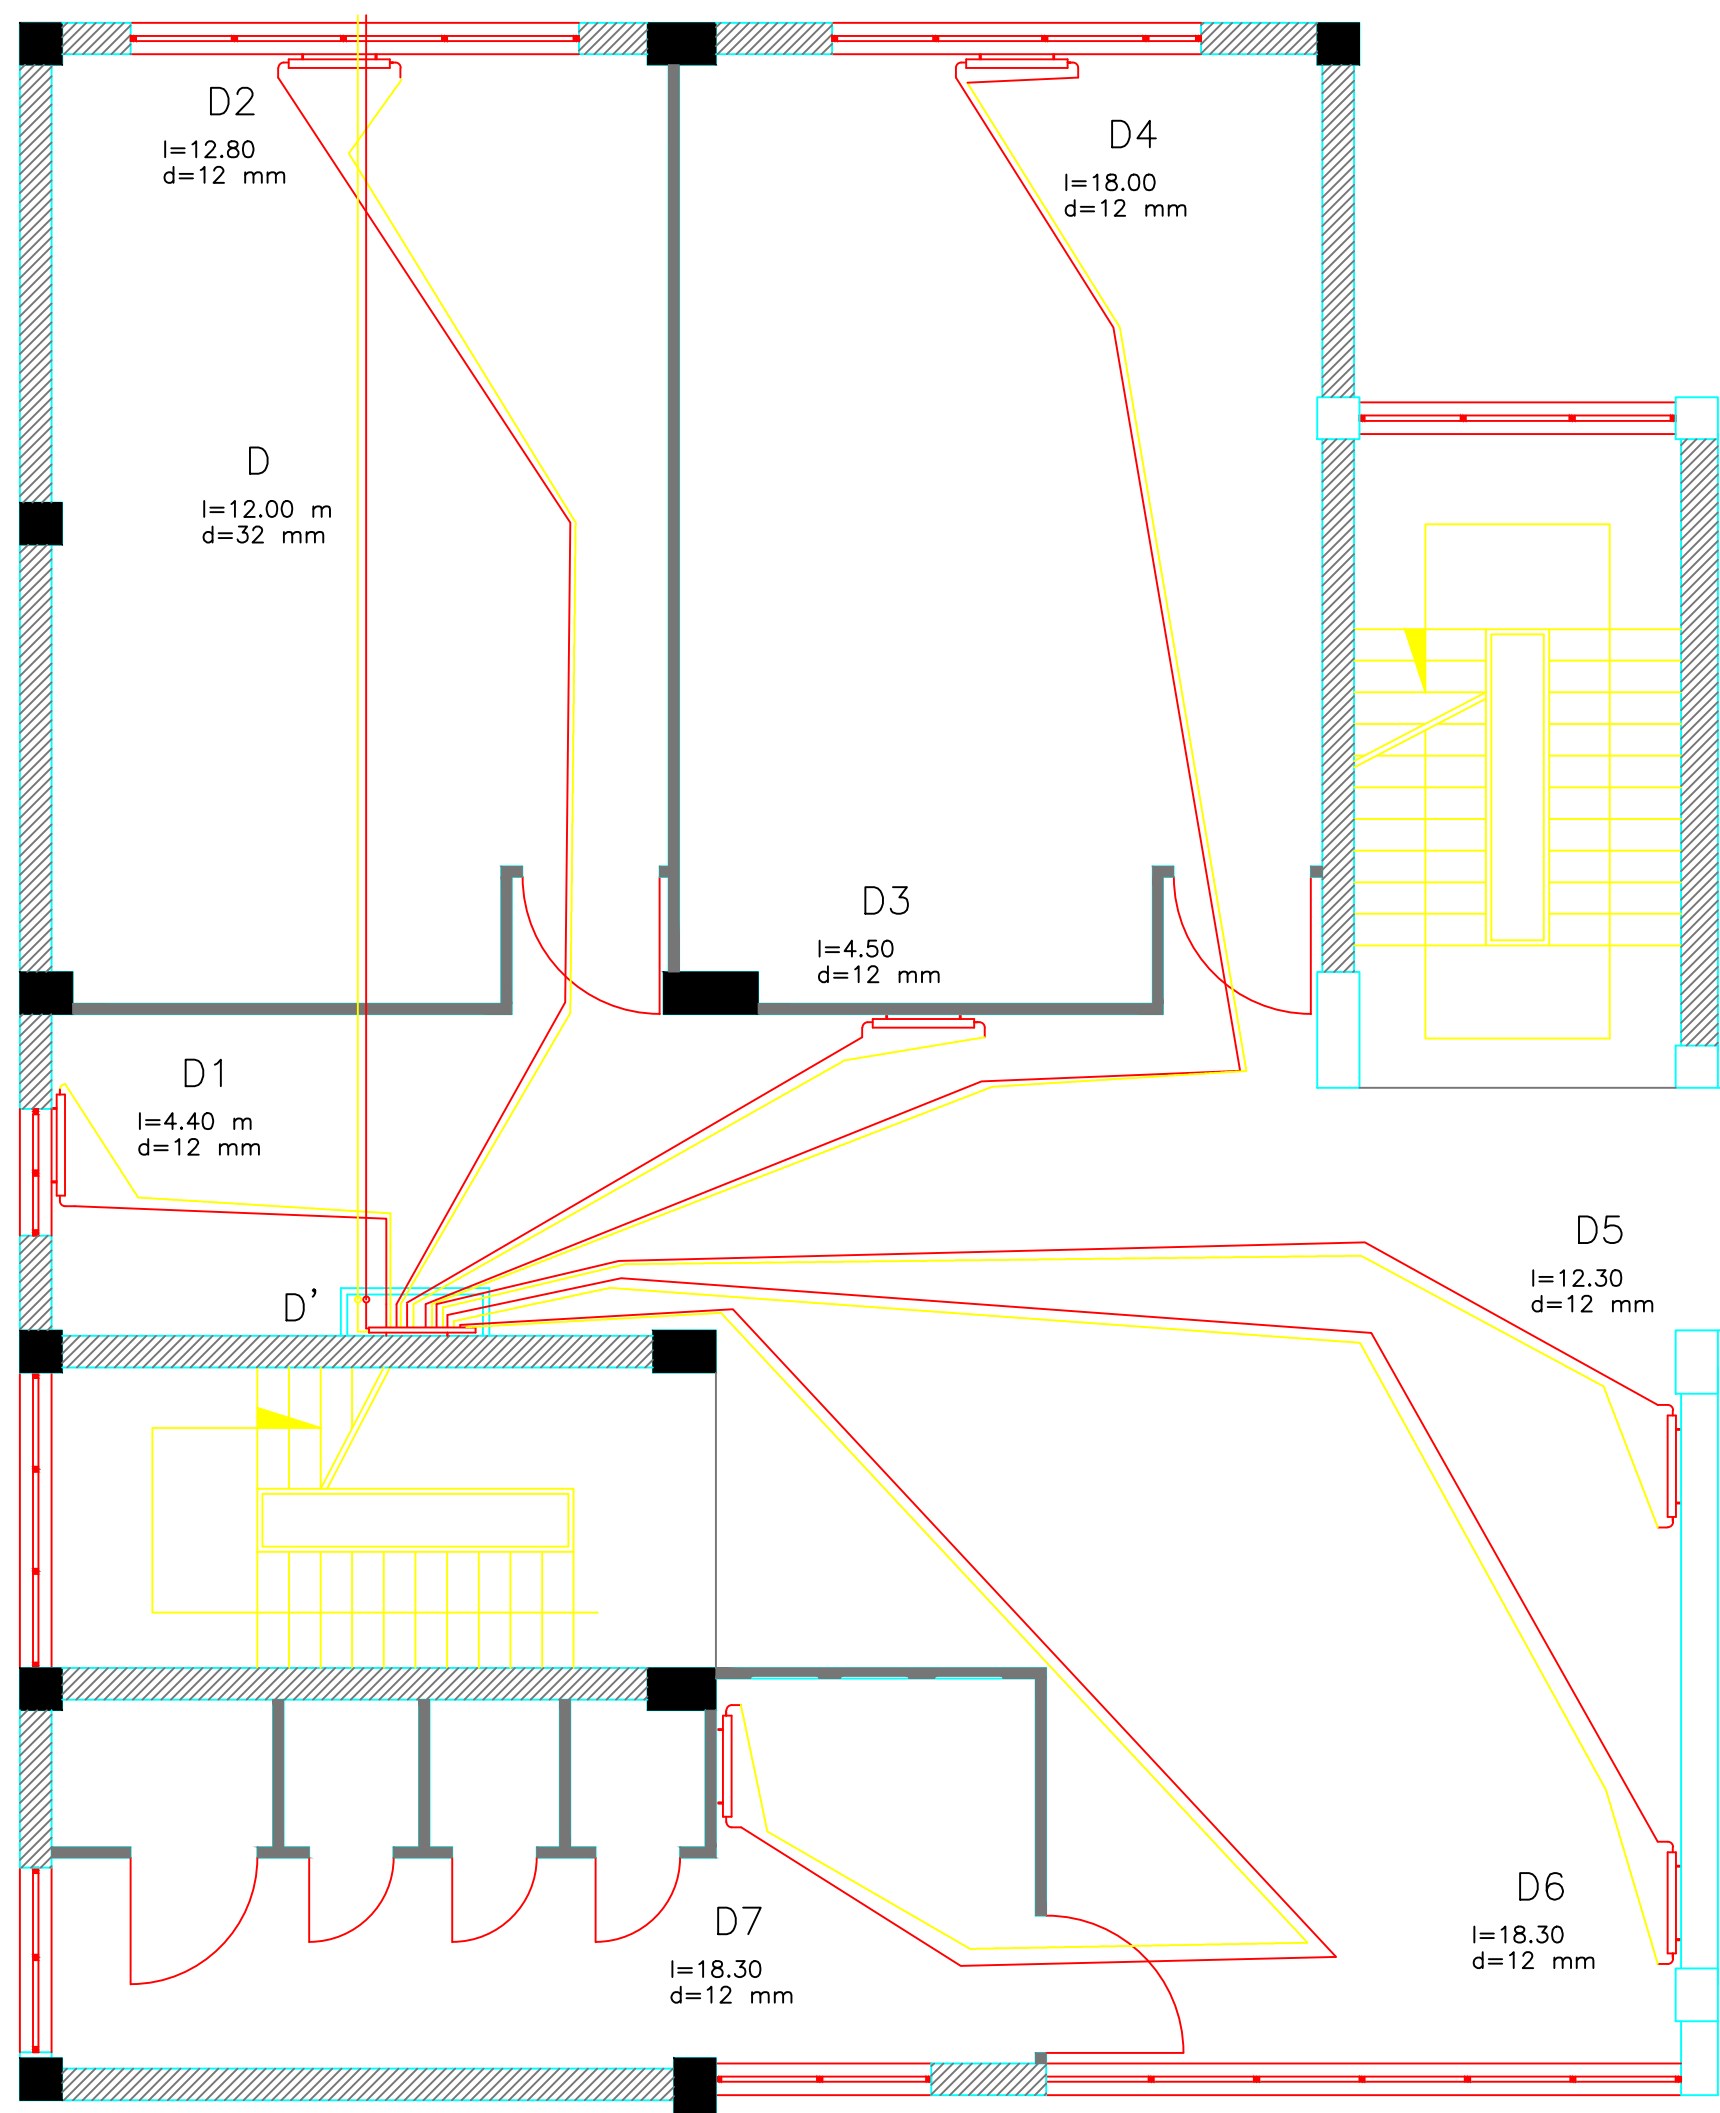 D2
l=12.80
d=12 mm
D4
l=18.00
d=12 mm
D
l=12.00 m
d=32 mm
D3
l=4.50
d=12 mm
D1
l=4.40 m
d=12 mm
D5
l=12.30
d=12 mm
D'
D6
l=18.30
d=12 mm
D7
l=18.30
d=12 mm